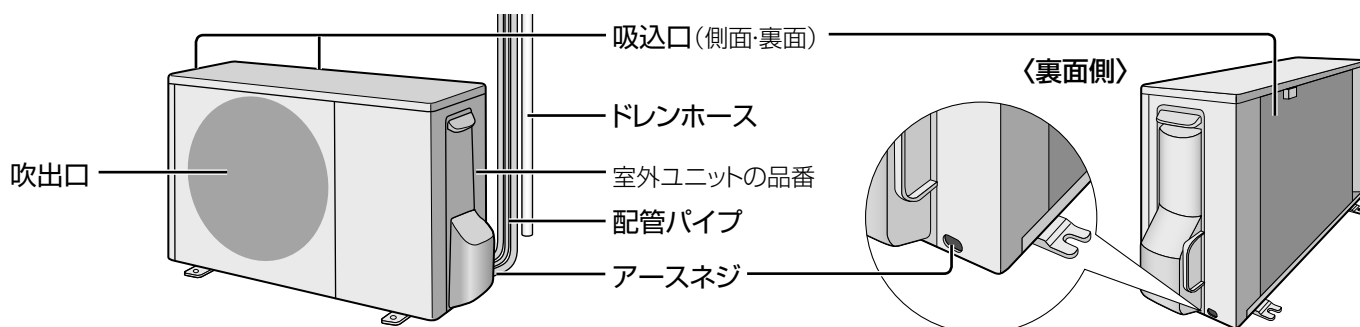 吸込口(側面·裏面)
〈裏面側〉
ドレンホース
吹出口
室外ユニットの品番
配管パイプ
アースネジ